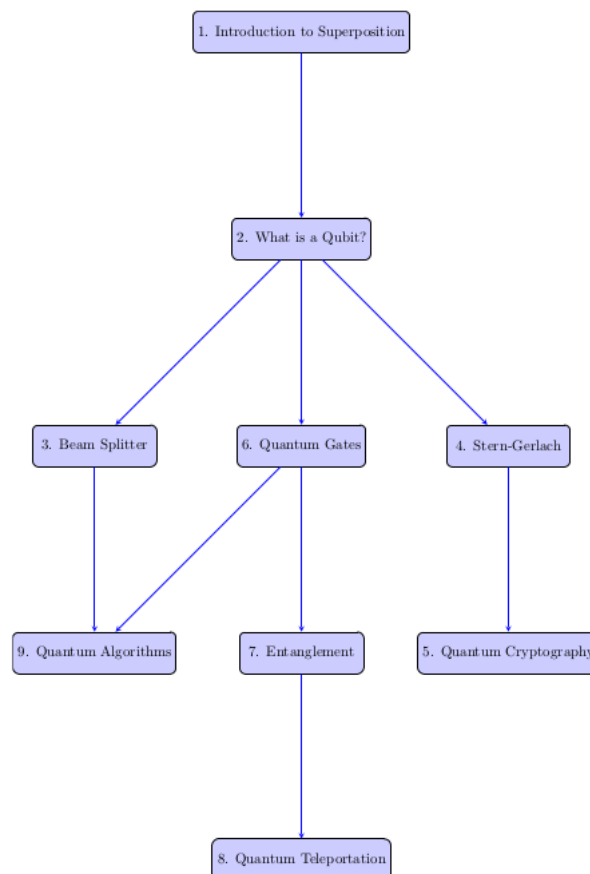 1. Introduction to Superposition
2. What is a Qubit?
3. Beam Splitter
6. Quantum Gates
4. Stern-Gerlach
9. Quantum Algorithms
7. Entanglement
5. Quantum Cryptography
8. Quantum Teleportation